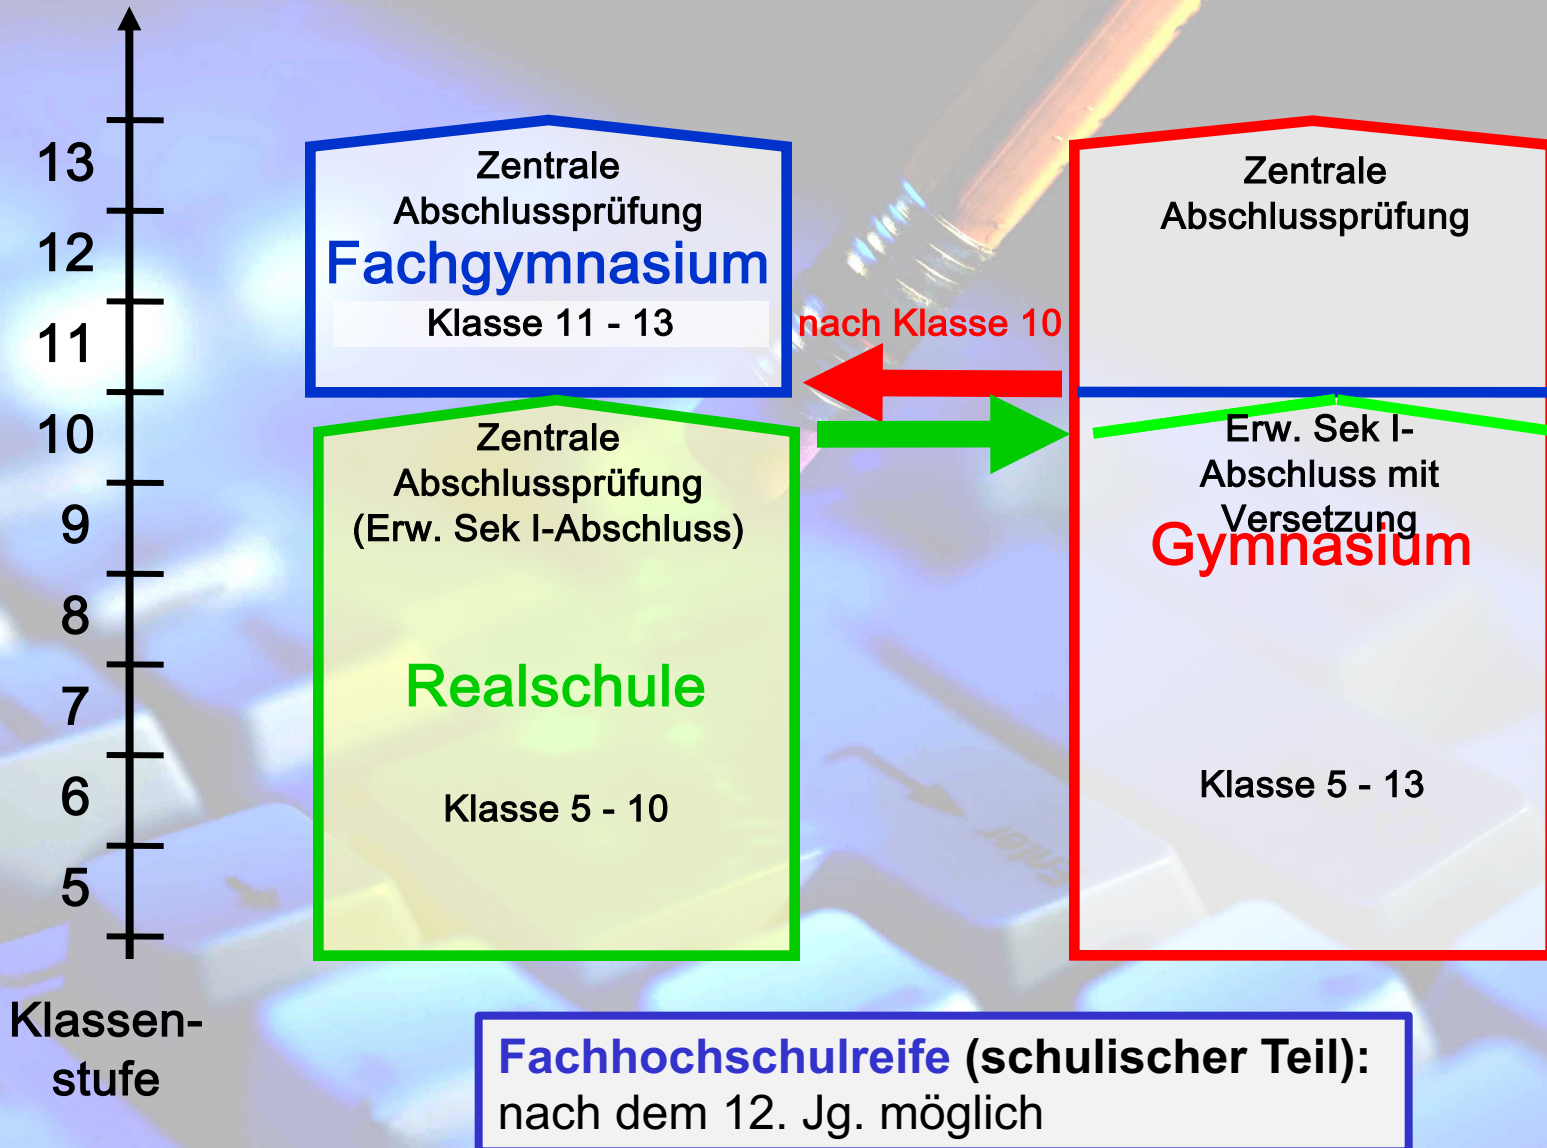 13
12
11
10
9
8
7
6
5
Klassen-
stufe
Zentrale
Abschlussprüfung
Fachgymnasium
Klasse 11 - 13
nach Klasse 10
Zentrale
Abschlussprüfung
(Erw. Sek I-Abschluss)
Realschule
Klasse 5 - 10
Zentrale
Abschlussprüfung
Erw. Sek I-
Abschluss mit
Versetzung
Gymnasium
Klasse 5 - 13
Enter
Fachhochschulreife (schulischer Teil):
nach dem 12. Jg. möglich